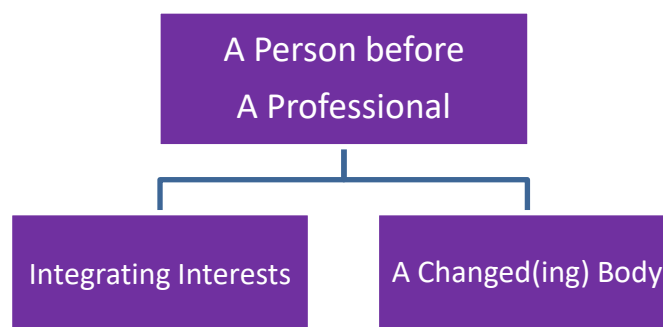 A Person before
A Professional
Integrating Interests
A Changed(ing) Body